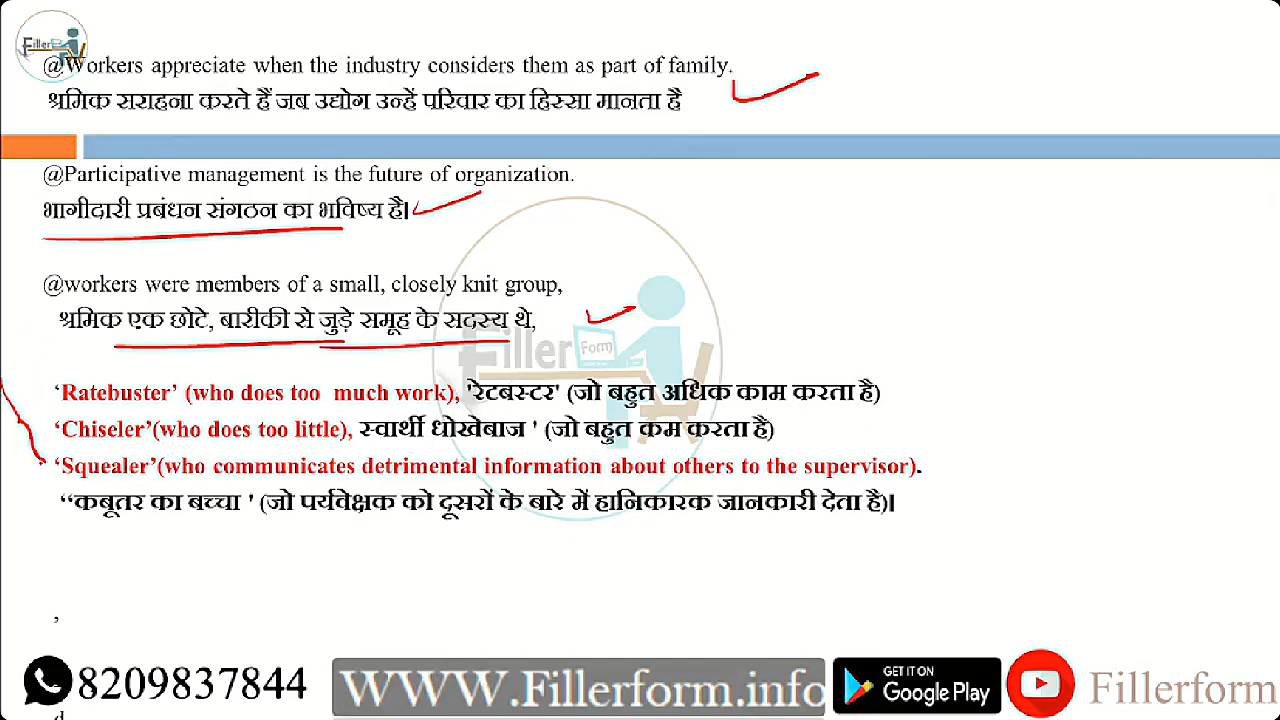 Filler
@Workers appreciate when the industry considers them as part of family.
श्रमिक सराहना करते हैं जब उद्योग उन्हें परिवार का हिस्सा मानता है
@Participative management is the future of organization.
भागीदारी प्रबंधन संगठन का भविष्य है।
@workers were members of a small, closely knit group,
श्रमिक एक छोटे, बारीकी से जुड़े समूह के सदस्य थे,
Filler Form
‘Ratebuster’ (who does too much work), 'रेटबस्टर' (जो बहुत अधिक काम करता है)
‘Chiseler’(who does too little), स्वार्थी धोखेबाज ' (जो बहुत कम करता है)
‘Squealer’(who communicates detrimental information about others to the supervisor).
“कबूतर का बच्चा ' (जो पर्यवेक्षक को दूसरों के बारे में हानिकारक जानकारी देता है)।
,
8209837844 WWW.Fillerform.info GET IT ON Google Play Fillerform
d